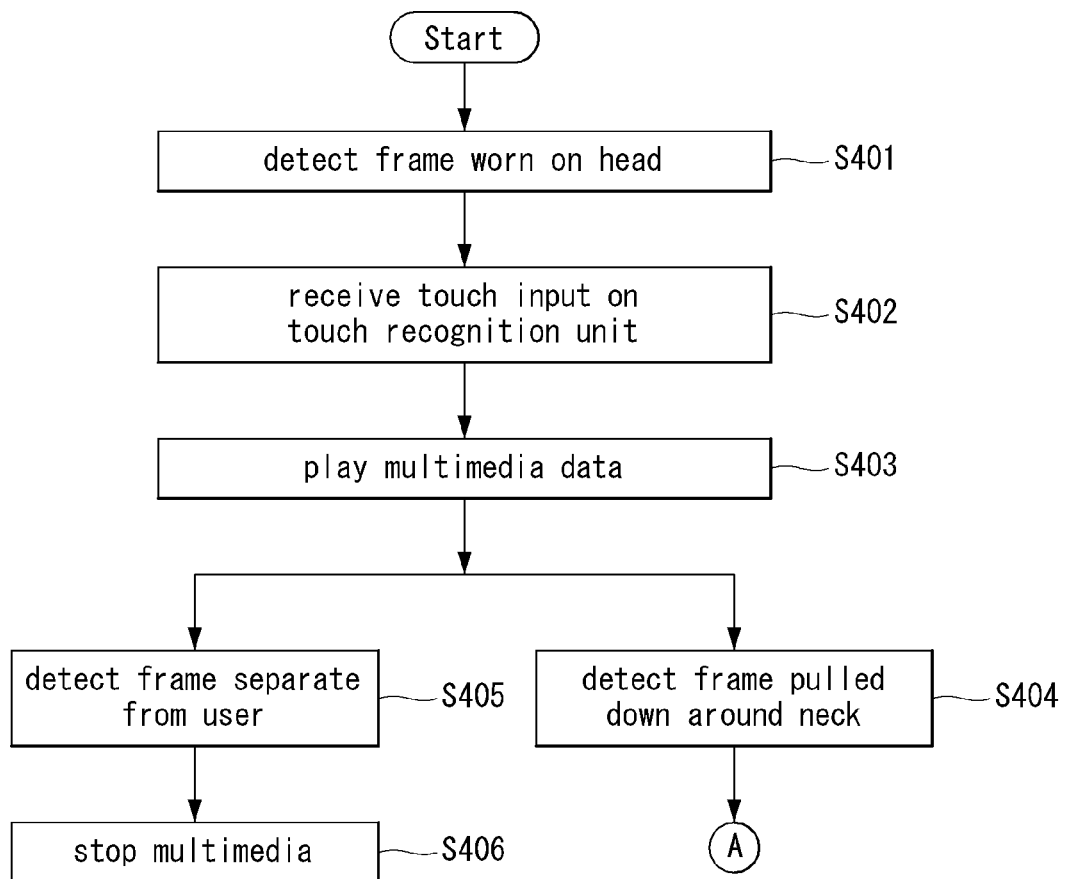 Start
detect frame worn on head
S401
receive touch input on
touch recognition unit
S402
play multimedia data
S403
detect frame separate
from user
S405
detect frame pulled
down around neck
S404
stop multimedia
S406
A